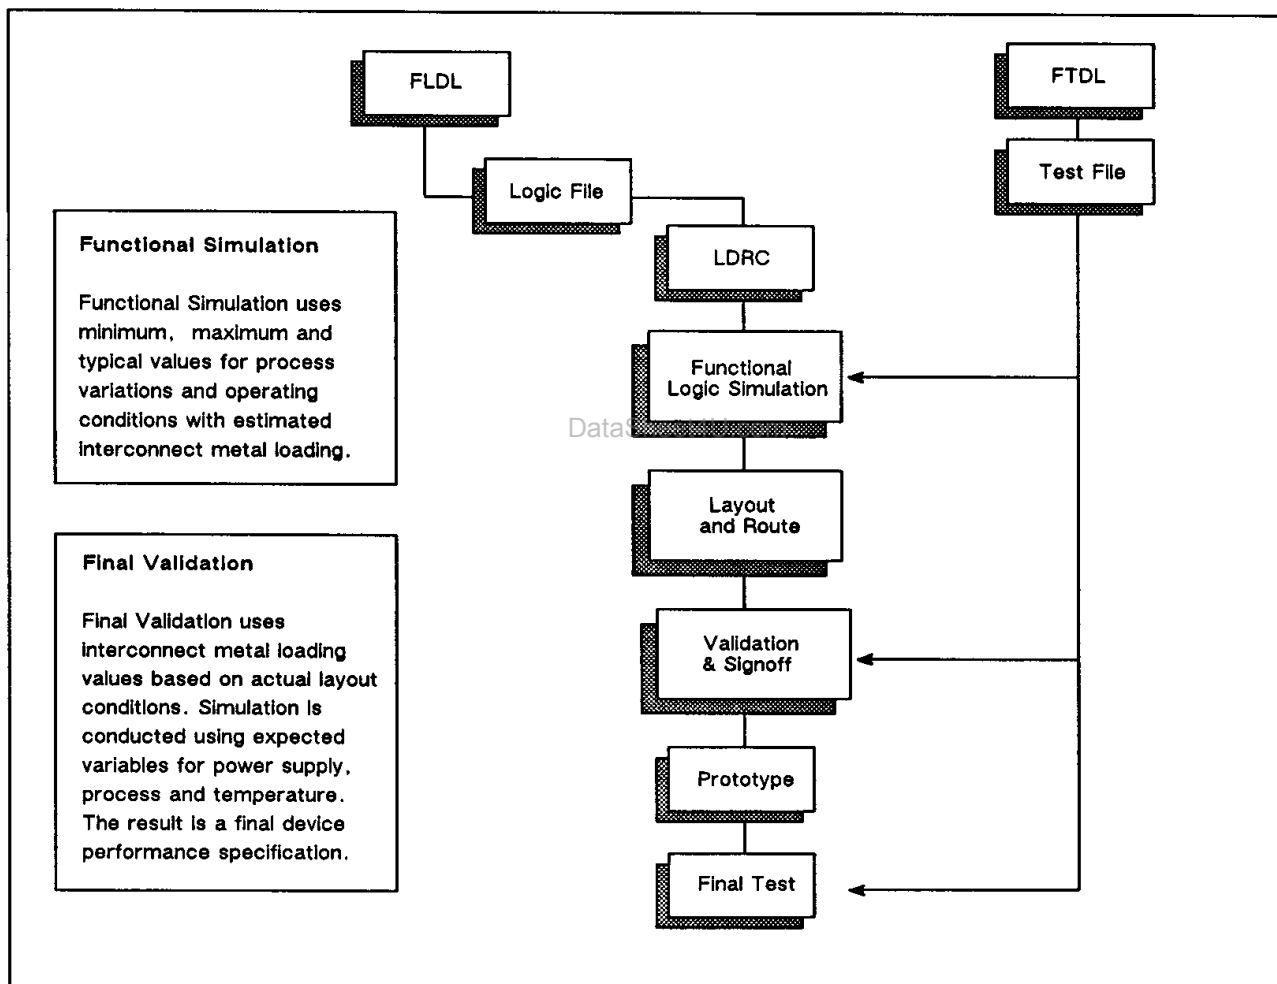 FLDL
FTDL
Logic File
Test File
LDRC
Functional
Logic Simulation
Layout
and Route
Validation
& Signoff
Prototype
Final Test
Functional Simulation
Functional Simulation uses
minimum, maximum and
typical values for process
variations and operating
conditions with estimated
interconnect metal loading.
Final Validation
Final Validation uses
interconnect metal loading
values based on actual layout
conditions. Simulation is
conducted using expected
variables for power supply,
process and temperature.
The result is a final device
performance specification.